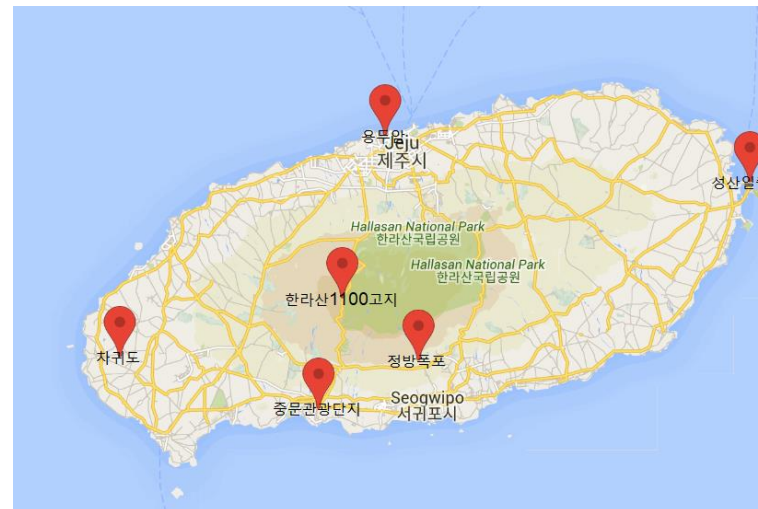 용두암
Jeju
제주시
성산일
Hallasan National Park
한라산국립공원
Hallasan National Park
한라산국립공원
한라산1100고지
차귀도
정방폭포
중문관광단지
Seogwipo
서귀포시